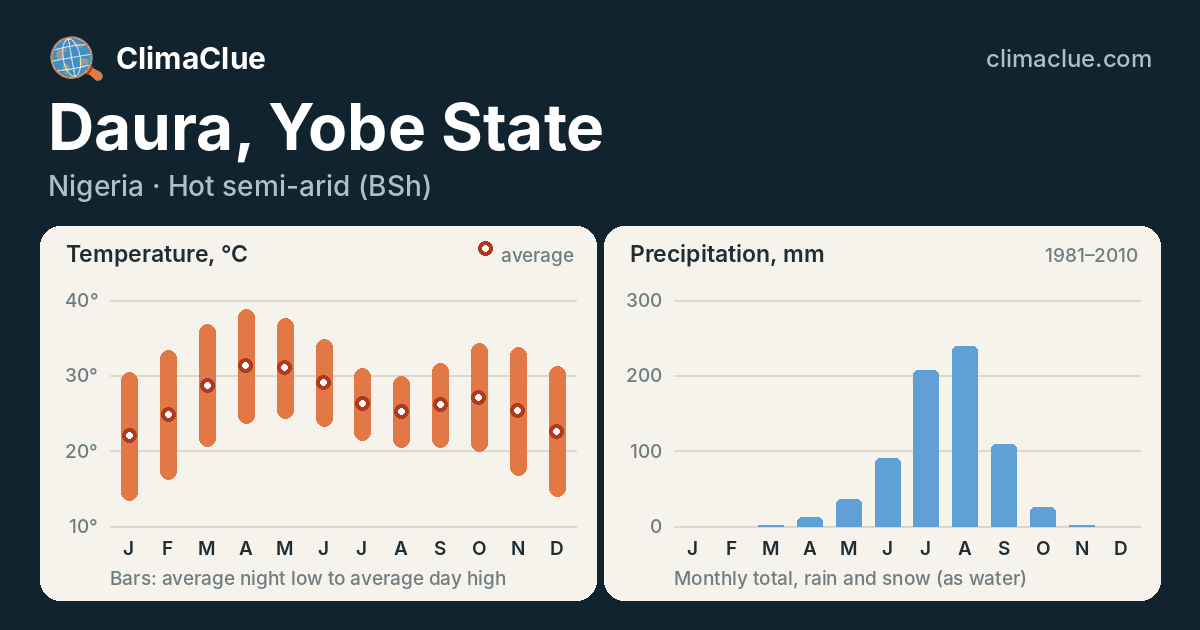 ClimaClue
climaclue.com
Daura, Yobe State
Nigeria · Hot semi-arid (BSh)
Temperature, °C
average
40°
30°
20°
10°
J F M A M J J A S O N D
Bars: average night low to average day high
Precipitation, mm
1981–2010
300
200
100
0
J F M A M J J A S O N D
Monthly total, rain and snow (as water)